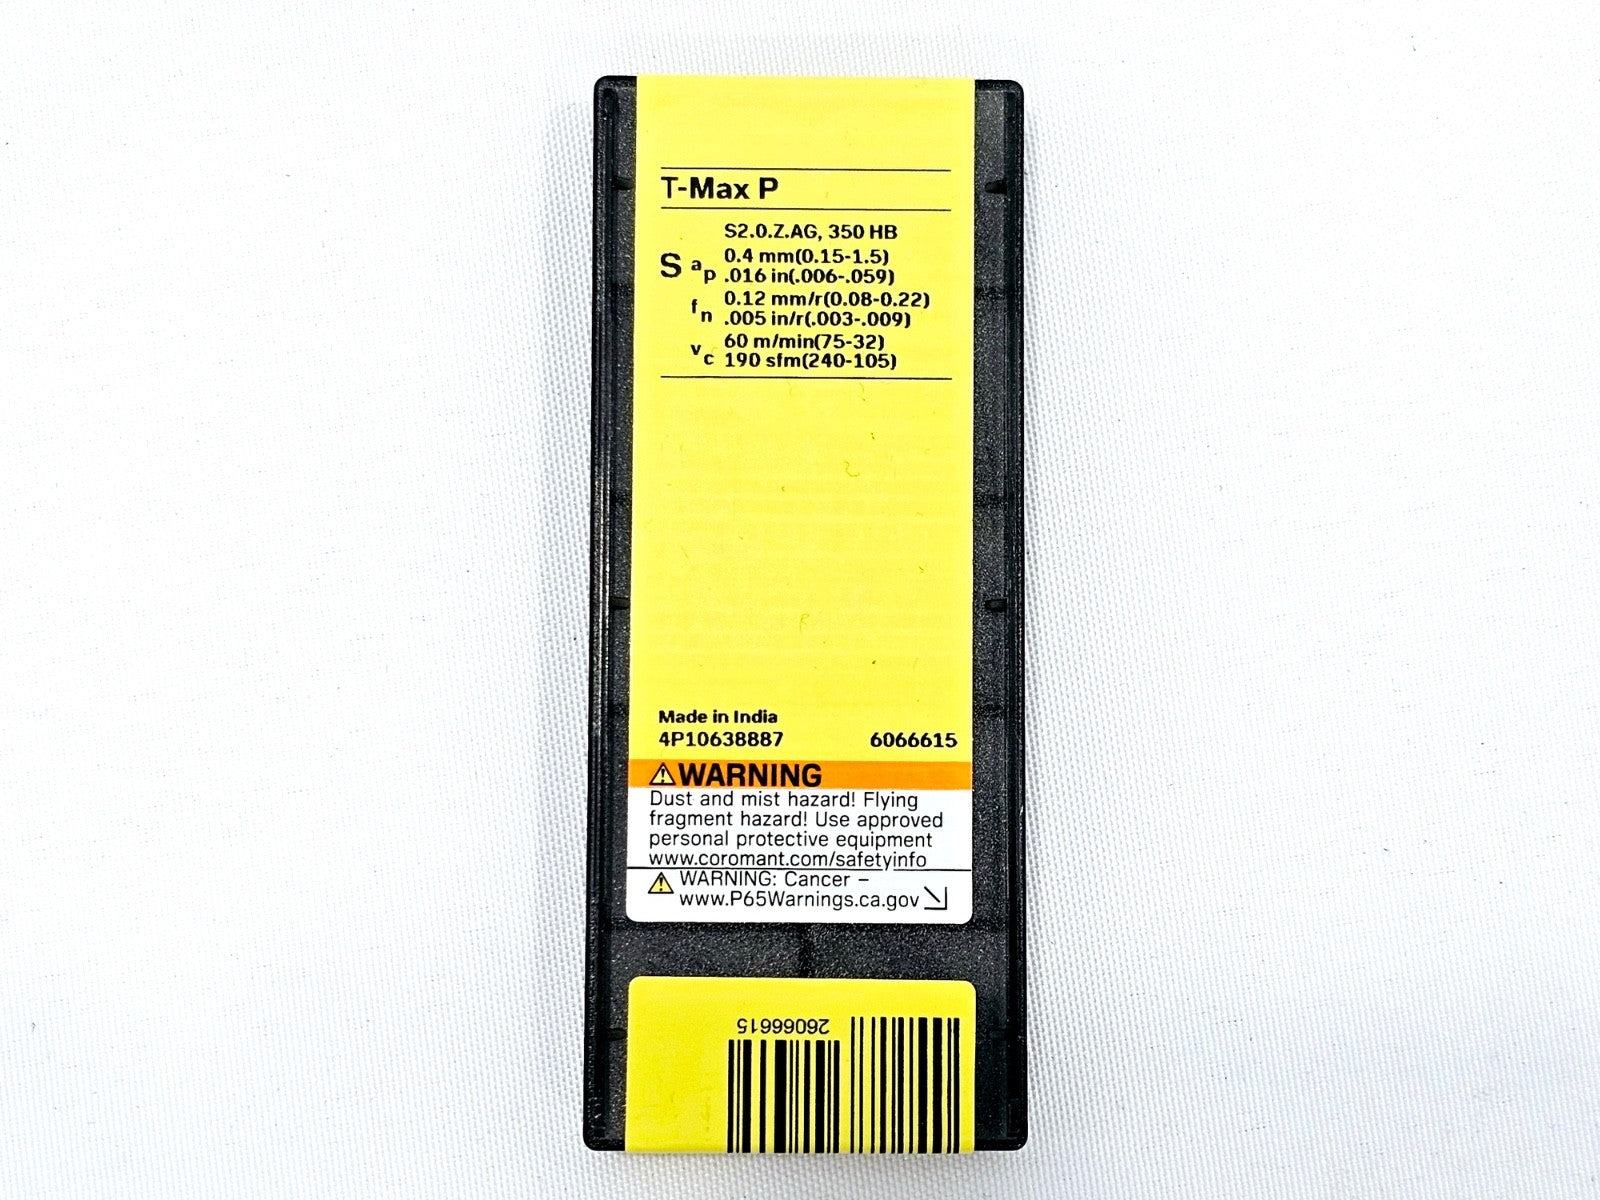 T-Max P
S2.0.Z.AG, 350 HB
S ap 0.4 mm(0.15-1.5)
.016 in(.006-.059)
fn 0.12 mm/r(0.08-0.22)
.005 in/r(.003-.009)
vc 60 m/min(75-32)
190 sfm(240-105)
Made in India
4P10638887 6066615
WARNING
Dust and mist hazard! Flying
fragment hazard! Use approved
personal protective equipment
www.coromant.com/safetyinfo
WARNING: Cancer –
www.P65Warnings.ca.gov
26066615